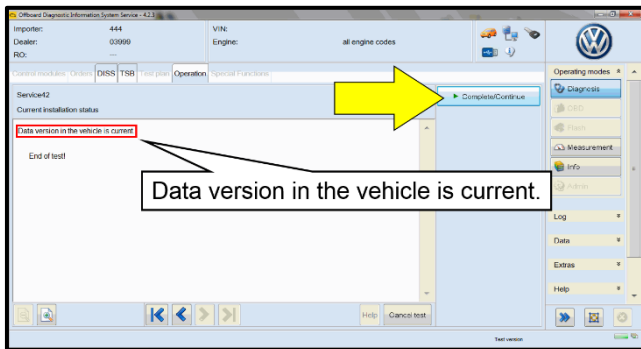 Offboard Diagnostic Information System Service - 4.2.3
Importer: 444
Dealer: 03999
RO: ---
VIN:
Engine: all engine codes
Control modules Orders DISS TSB Test plan Operation Special Functions
Operating modes
Service42
Current installation status
Complete/Continue
Diagnosis
OBD
Flash
Measurement
Info
Admin
Data version in the vehicle is current.
End of test!
Data version in the vehicle is current.
Log
Data
Extras
Help
Help
Cancel test
Test version